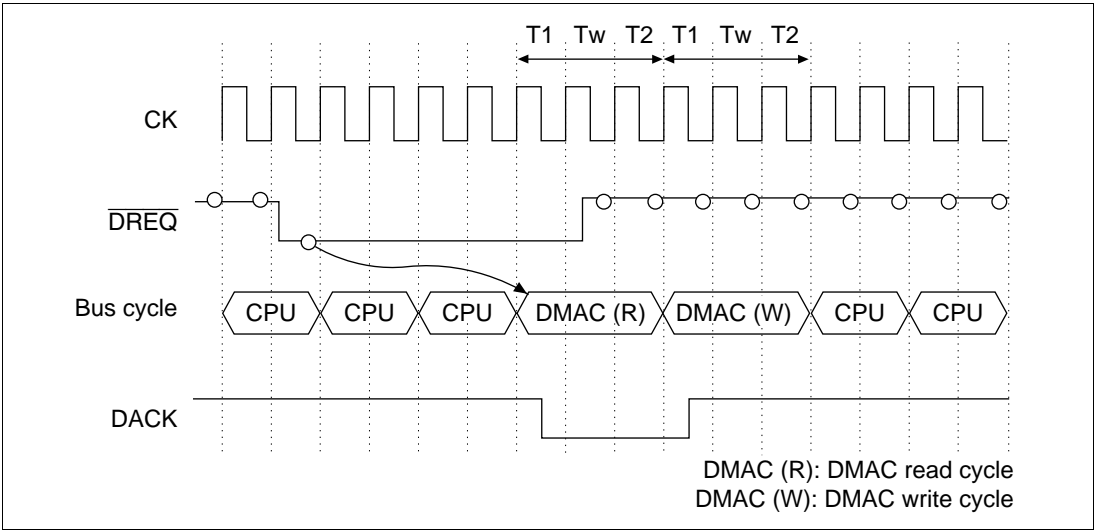 T1 Tw T2 T1 Tw T2
CK
DREQ
Bus cycle CPU CPU CPU DMAC (R) DMAC (W) CPU CPU
DACK
DMAC (R): DMAC read cycle
DMAC (W): DMAC write cycle